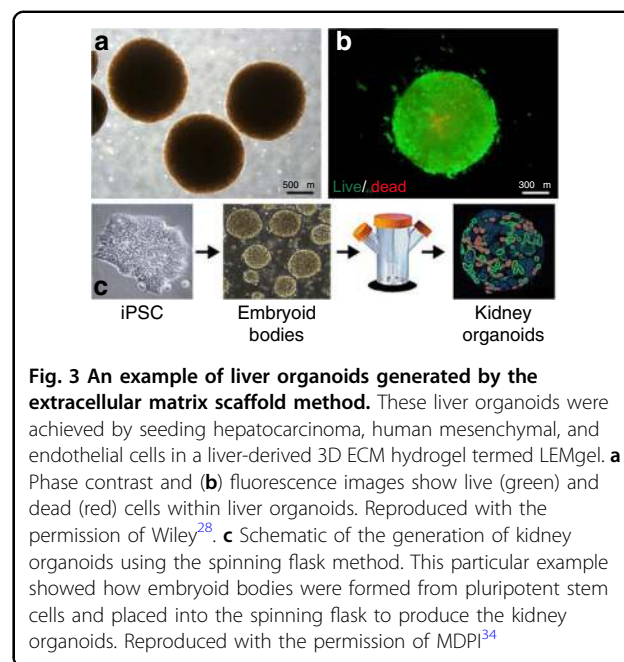 a
b
500 m
Live/.dead
300 m
c
iPSC
Embryoid
bodies
Kidney
organoids
Fig. 3 An example of liver organoids generated by the
extracellular matrix scaffold method. These liver organoids were
achieved by seeding hepatocarcinoma, human mesenchymal, and
endothelial cells in a liver-derived 3D ECM hydrogel termed LEMgel. a
Phase contrast and (b) fluorescence images show live (green) and
dead (red) cells within liver organoids. Reproduced with the
permission of Wiley28. c Schematic of the generation of kidney
organoids using the spinning flask method. This particular example
showed how embryoid bodies were formed from pluripotent stem
cells and placed into the spinning flask to produce the kidney
organoids. Reproduced with the permission of MDPI34